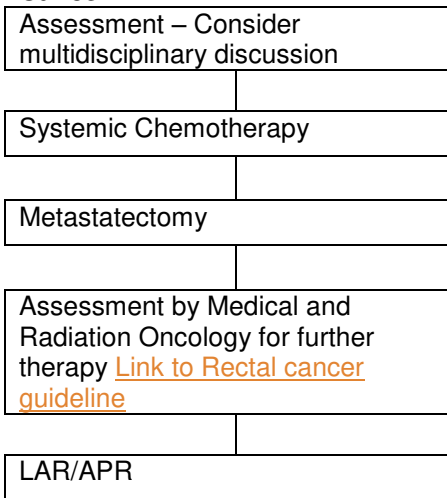 Assessment – Consider
multidisciplinary discussion
Systemic Chemotherapy
Metastatectomy
Assessment by Medical and
Radiation Oncology for further
therapy Link to Rectal cancer
guideline
LAR/APR